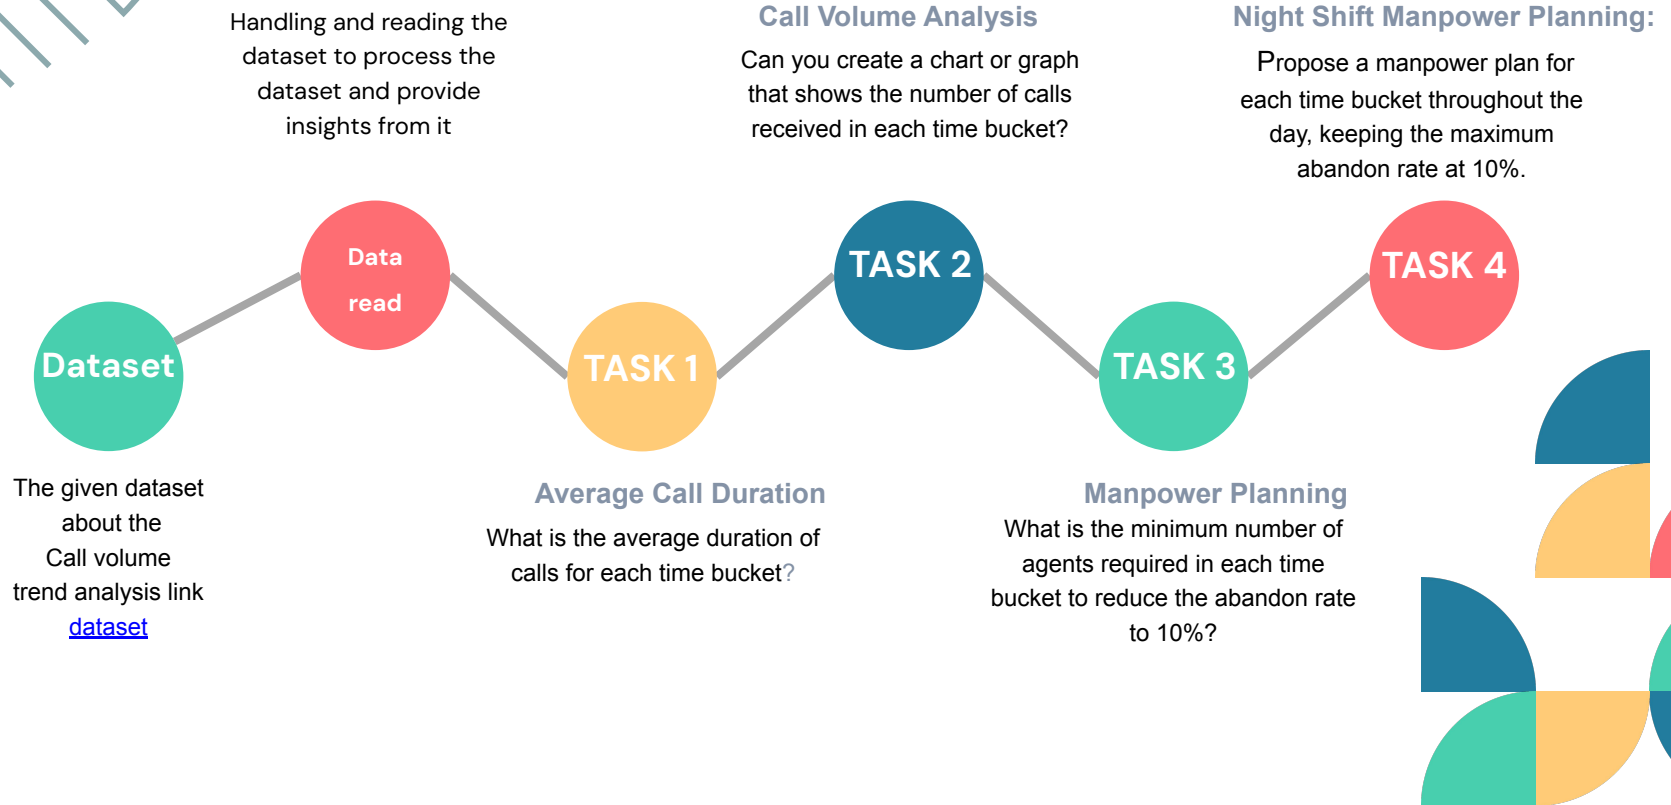 Handling and reading the
dataset to process the
dataset and provide
insights from it
Call Volume Analysis
Can you create a chart or graph
that shows the number of calls
received in each time bucket?
Night Shift Manpower Planning:
Propose a manpower plan for
each time bucket throughout the
day, keeping the maximum
abandon rate at 10%.
Dataset
Data
read
TASK 1
TASK 2
TASK 3
TASK 4
The given dataset
about the
Call volume
trend analysis link
dataset
Average Call Duration
What is the average duration of
calls for each time bucket?
Manpower Planning
What is the minimum number of
agents required in each time
bucket to reduce the abandon rate
to 10%?